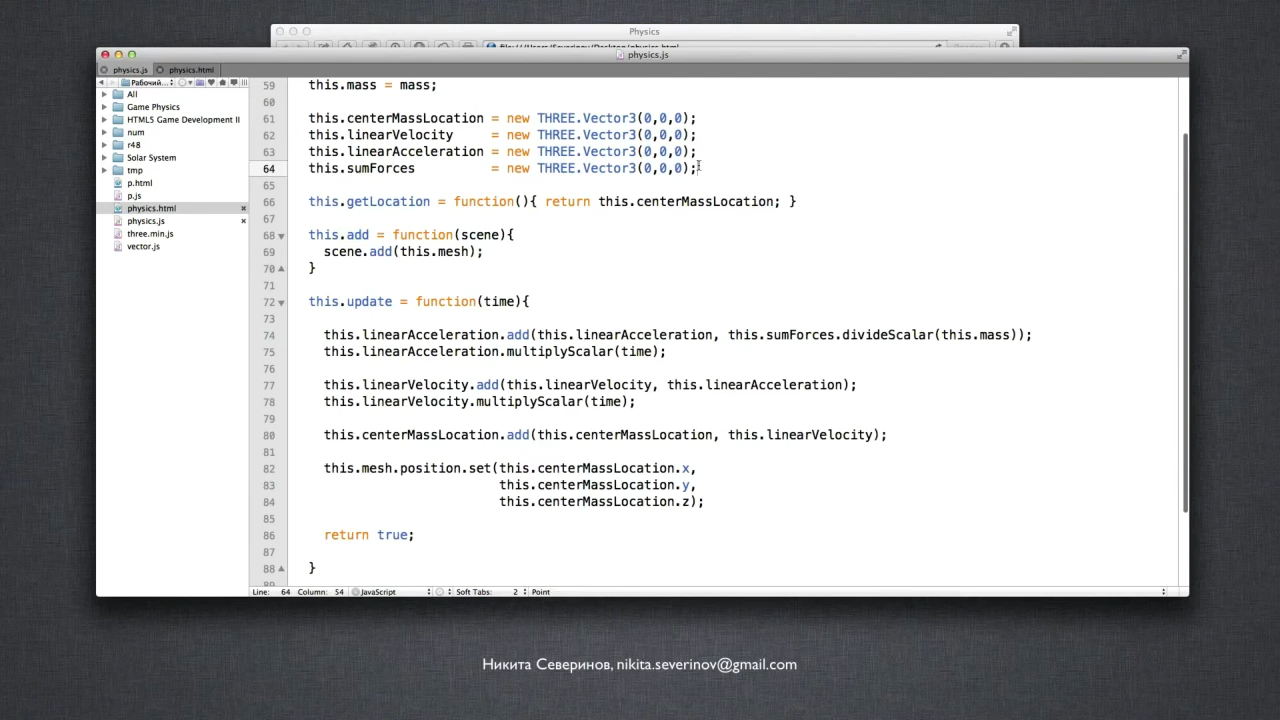 Physics
file:///Users/Severinov/Desktop/physics.html
physics.js
physics.js
physics.html
Рабочий...
All
Game Physics
HTML5 Game Development II
num
r48
Solar System
tmp
p.html
p.js
physics.html
physics.js
three.min.js
vector.js
59 this.mass = mass;
60
61 this.centerMassLocation = new THREE.Vector3(0,0,0);
62 this.linearVelocity     = new THREE.Vector3(0,0,0);
63 this.linearAcceleration = new THREE.Vector3(0,0,0);
64 this.sumForces          = new THREE.Vector3(0,0,0);
65
66 this.getLocation = function(){ return this.centerMassLocation; }
67
68 this.add = function(scene){
69   scene.add(this.mesh);
70 }
71
72 this.update = function(time){
73
74   this.linearAcceleration.add(this.linearAcceleration, this.sumForces.divideScalar(this.mass));
75   this.linearAcceleration.multiplyScalar(time);
76
77   this.linearVelocity.add(this.linearVelocity, this.linearAcceleration);
78   this.linearVelocity.multiplyScalar(time);
79
80   this.centerMassLocation.add(this.centerMassLocation, this.linearVelocity);
81
82   this.mesh.position.set(this.centerMassLocation.x,
83                          this.centerMassLocation.y,
84                          this.centerMassLocation.z);
85
86   return true;
87
88 }
89
Line: 64 Column: 54 JavaScript Soft Tabs: 2 Point
Никита Северинов, nikita.severinov@gmail.com